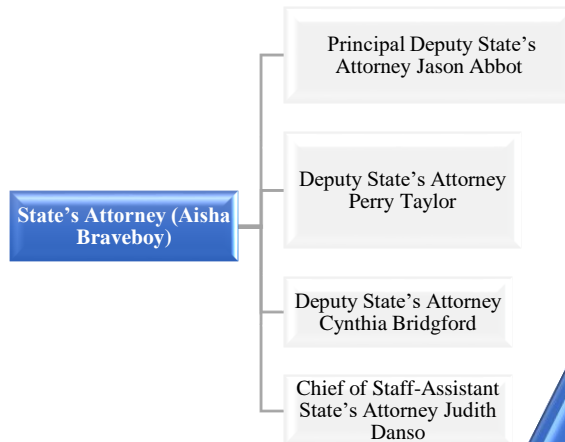 Principal Deputy State’s
Attorney Jason Abbot
Deputy State’s Attorney
Perry Taylor
State’s Attorney (Aisha
Braveboy)
Deputy State’s Attorney
Cynthia Bridgford
Chief of Staff-Assistant
State’s Attorney Judith
Danso